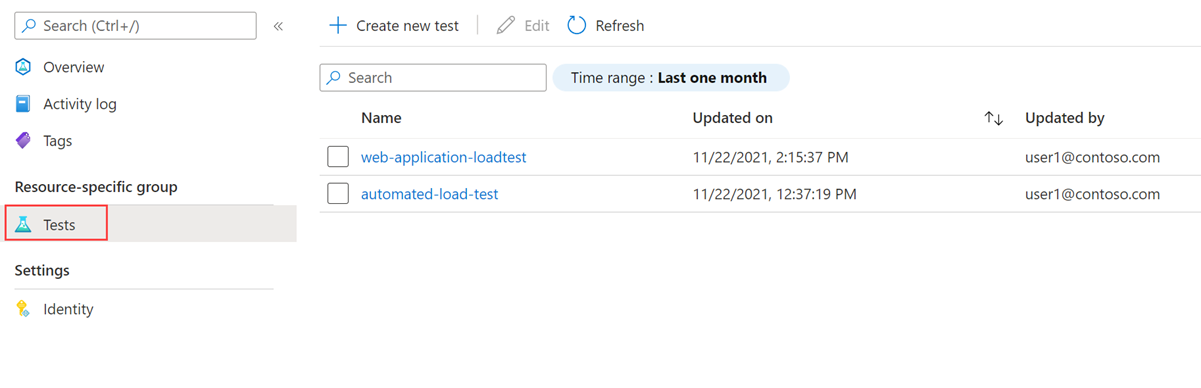 Search (Ctrl+/)
«
Overview
Activity log
Tags
Resource-specific group
Tests
Settings
Identity
Create new test
Edit
Refresh
Search
Time range : Last one month
Name Updated on Updated by
web-application-loadtest 11/22/2021, 2:15:37 PM user1@contoso.com
automated-load-test 11/22/2021, 12:37:19 PM user1@contoso.com